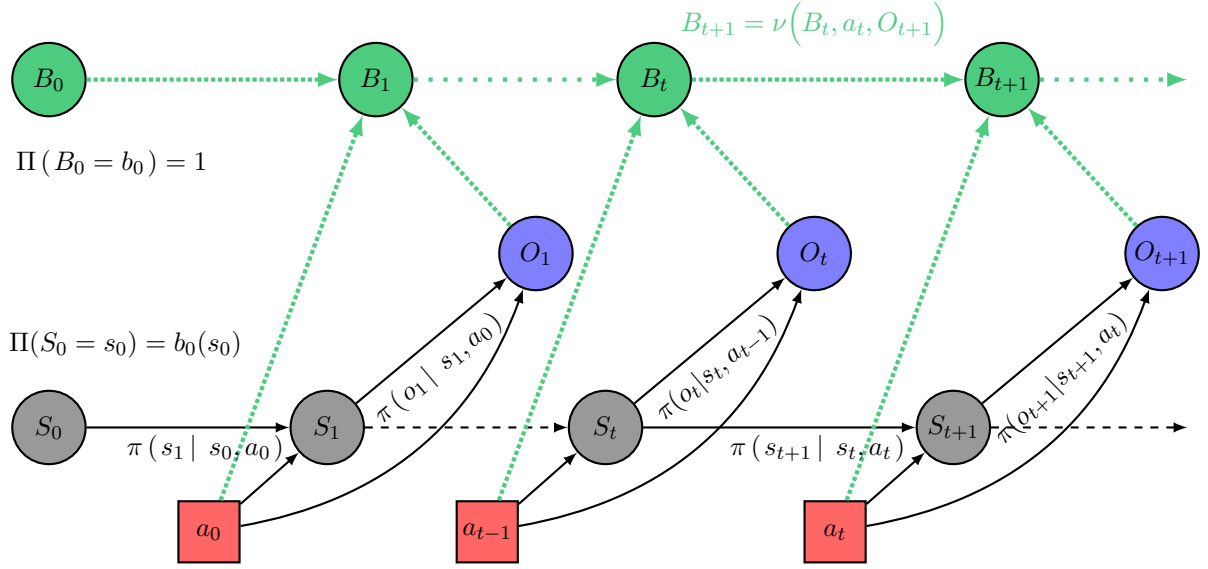 B_{t+1} = ν(B_t, a_t, O_{t+1})
B_0
B_1
B_t
B_{t+1}
Π (B_0 = b_0) = 1
O_1
O_t
O_{t+1}
Π(S_0 = s_0) = b_0(s_0)
π (o_1 | s_1, a_0)
π(o_t|s_t, a_{t−1})
π(o_{t+1}|s_{t+1}, a_t)
S_0
S_1
S_t
S_{t+1}
π (s_1 | s_0, a_0)
π (s_{t+1} | s_t, a_t)
a_0
a_{t−1}
a_t